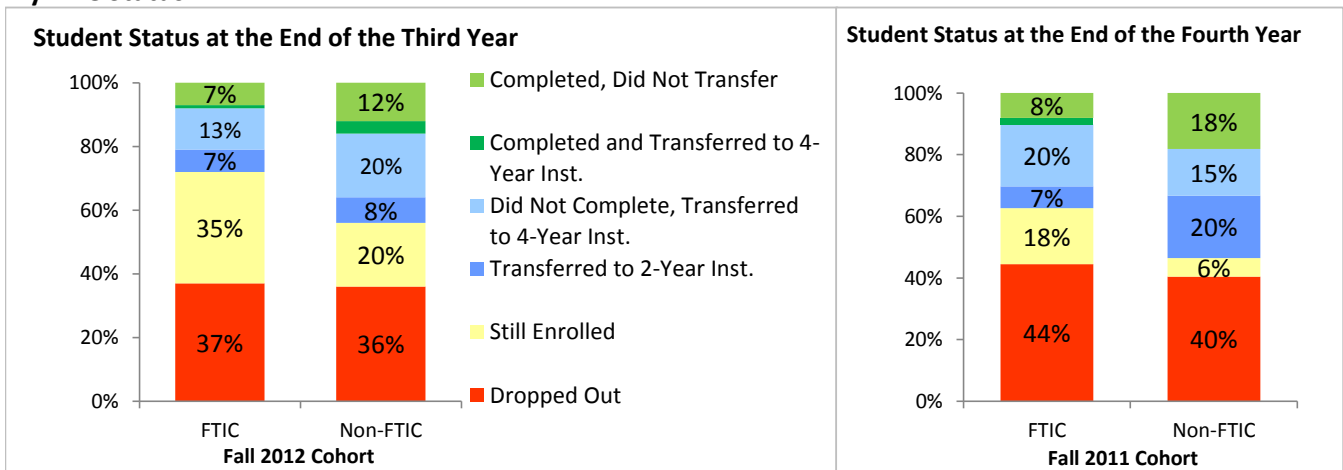 Student Status at the End of the Third Year
100%
80%
60%
40%
20%
0%
7%
13%
7%
35%
37%
12%
20%
8%
20%
36%
FTIC
Non-FTIC
Fall 2012 Cohort
Completed, Did Not Transfer
Completed and Transferred to 4-
Year Inst.
Did Not Complete, Transferred
to 4-Year Inst.
Transferred to 2-Year Inst.
Still Enrolled
Dropped Out
Student Status at the End of the Fourth Year
100%
80%
60%
40%
20%
0%
8%
20%
7%
18%
44%
18%
15%
20%
6%
40%
FTIC
Non-FTIC
Fall 2011 Cohort